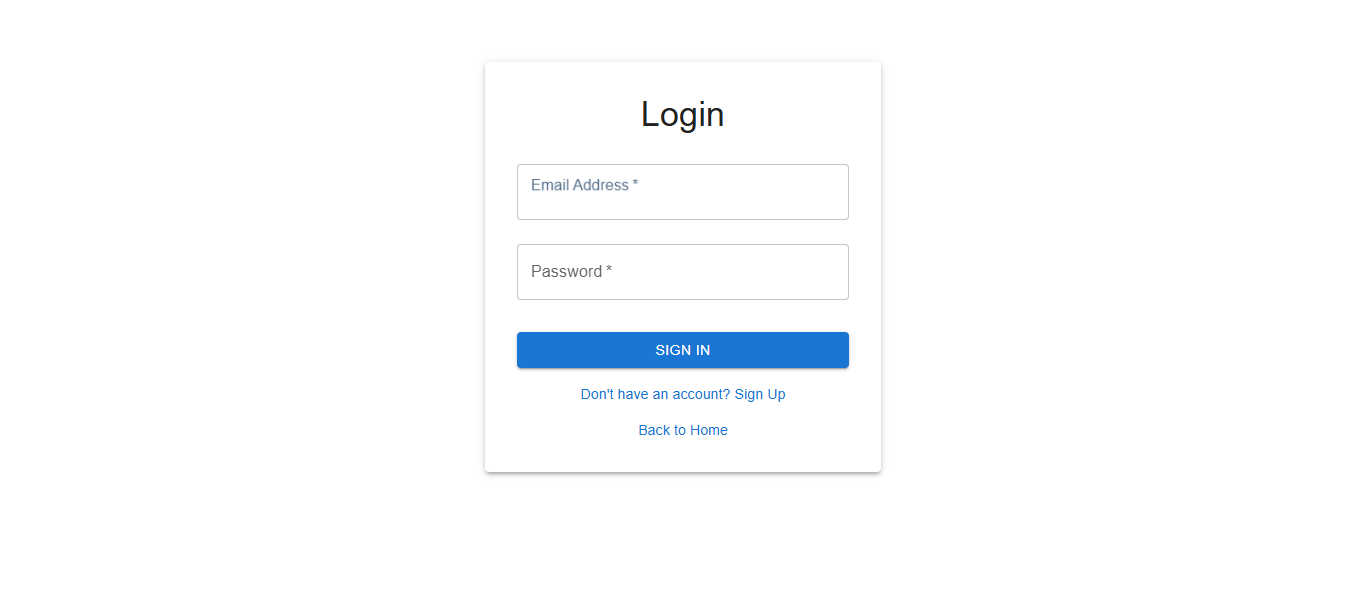 Login
Email Address *
Password *
SIGN IN
Don't have an account? Sign Up
Back to Home